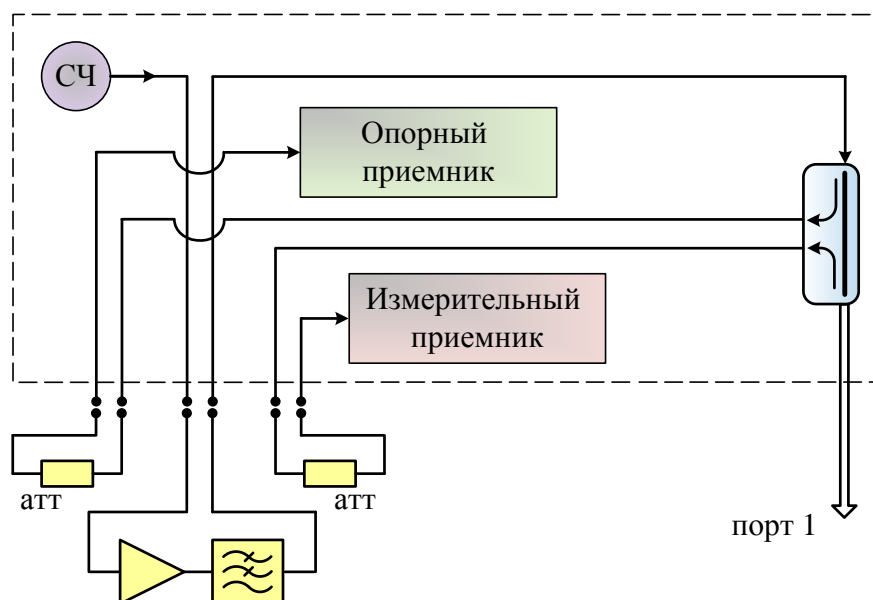 СЧ
Опорный
приемник
Измерительный
приемник
атт
атт
порт 1